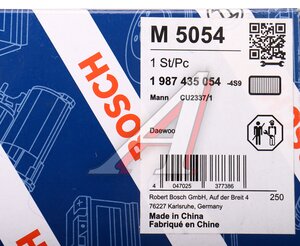 BOSCH
M 5054
1 St/Pc
1 987 435 054 -4S9
Mann CU2337/1
Daewoo
4 047025 377386
Robert Bosch GmbH, Auf der Breit 4
76227 Karlsruhe, Germany
250
Made in China
Fabriqué en Chine